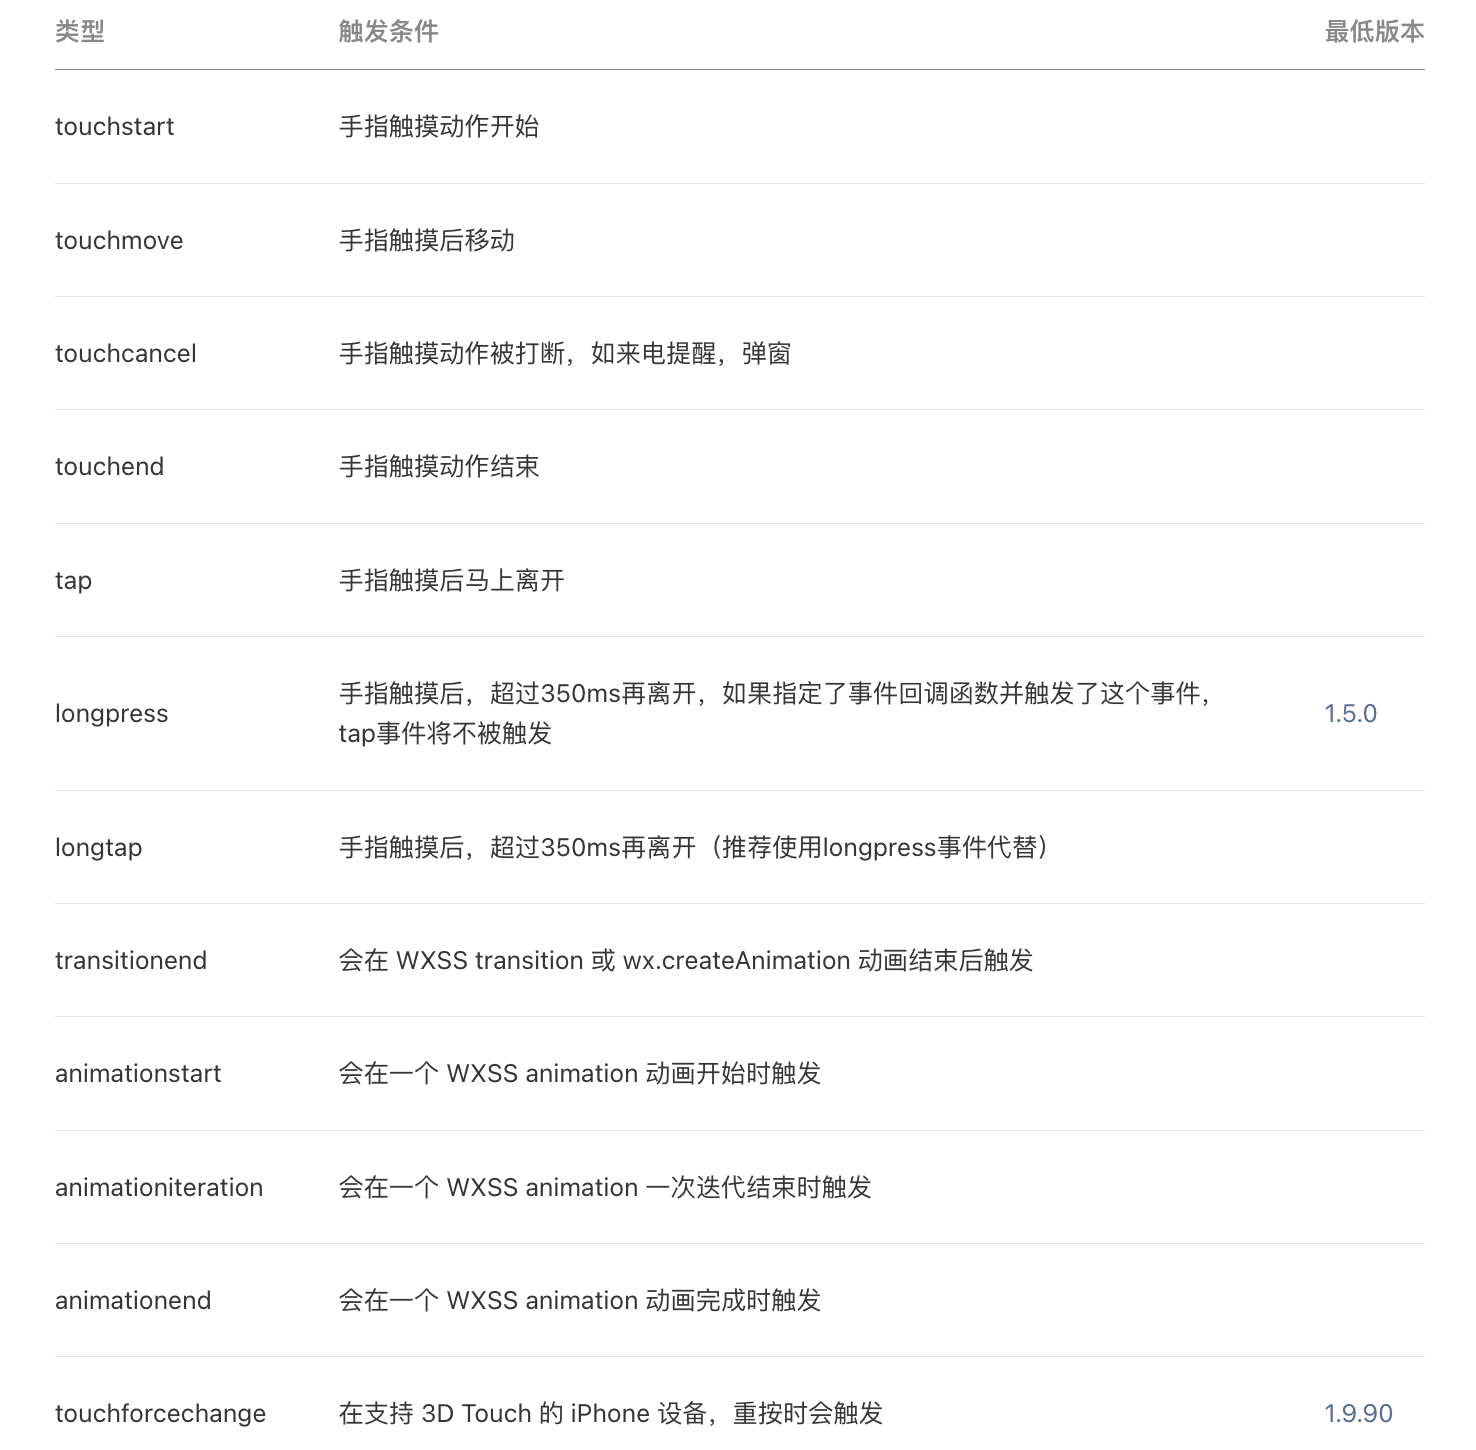 类型 触发条件 最低版本
touchstart 手指触摸动作开始
touchmove 手指触摸后移动
touchcancel 手指触摸动作被打断，如来电提醒，弹窗
touchend 手指触摸动作结束
tap 手指触摸后马上离开
longpress 手指触摸后，超过350ms再离开，如果指定了事件回调函数并触发了这个事件， 1.5.0
tap事件将不被触发
longtap 手指触摸后，超过350ms再离开（推荐使用longpress事件代替）
transitionend 会在 WXSS transition 或 wx.createAnimation 动画结束后触发
animationstart 会在一个 WXSS animation 动画开始时触发
animationiteration 会在一个 WXSS animation 一次迭代结束时触发
animationend 会在一个 WXSS animation 动画完成时触发
touchforcechange 在支持 3D Touch 的 iPhone 设备，重按时会触发 1.9.90